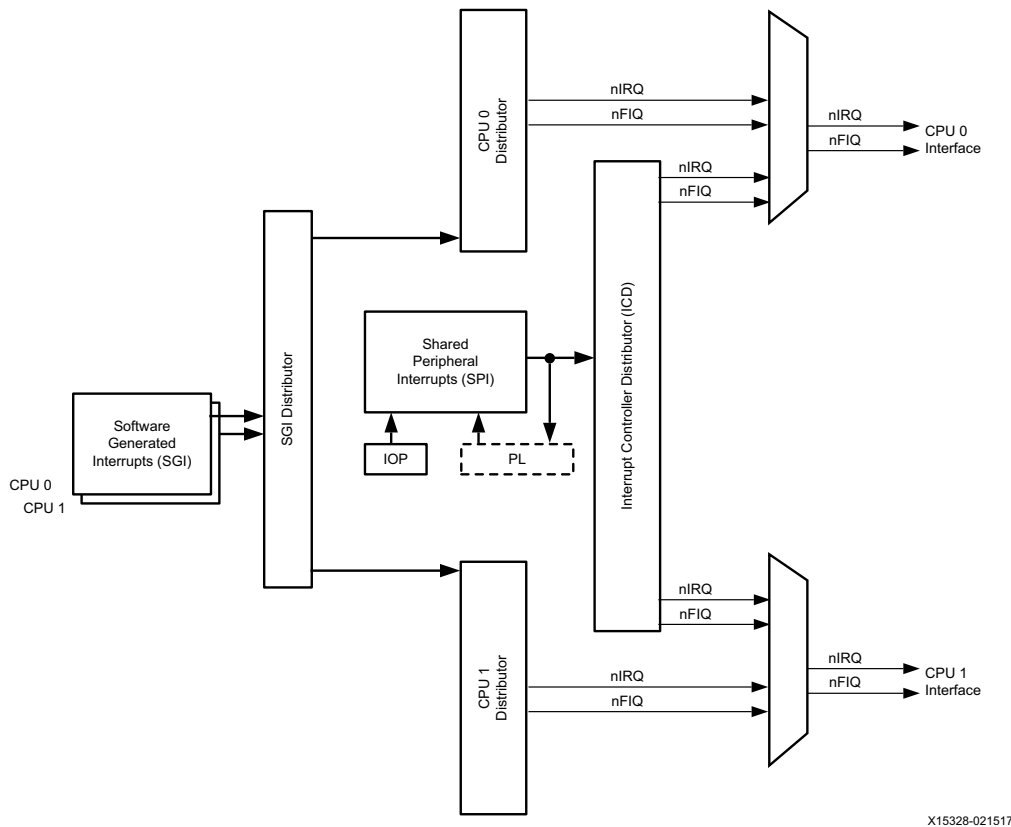 CPU 0
Distributor
nIRQ
nFIQ
nIRQ
nFIQ
nIRQ
nFIQ
CPU 0
Interface
SGI Distributor
Software
Generated
Interrupts (SGI)
CPU 0
CPU 1
Shared
Peripheral
Interrupts (SPI)
IOP
PL
Interrupt Controller Distributor (ICD)
nIRQ
nFIQ
CPU 1
Distributor
nIRQ
nFIQ
nIRQ
nFIQ
CPU 1
Interface
X15328-021517